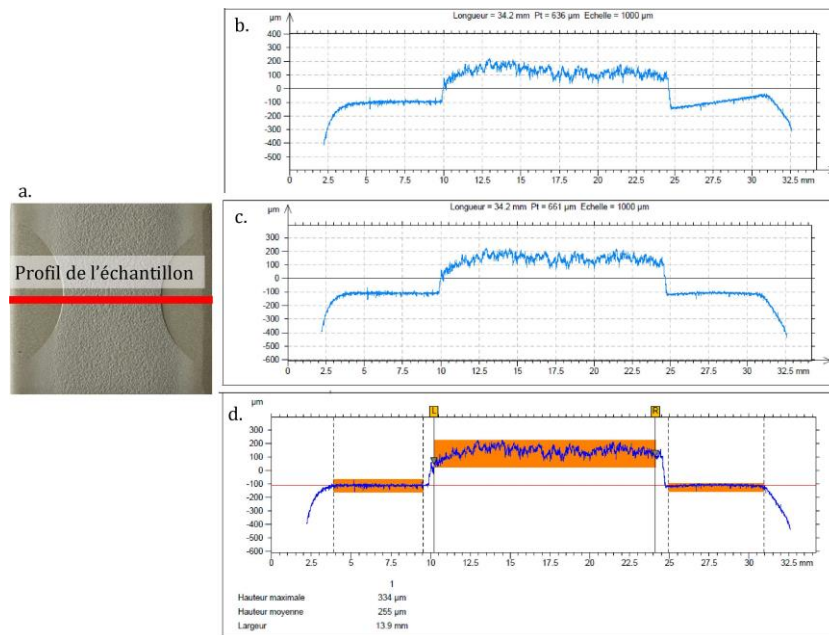 b.
Longueur = 34.2 mm Pt = 636 µm Echelle = 1000 µm
µm
400
300
200
100
0
-100
-200
-300
-400
-500
0 2.5 5 7.5 10 12.5 15 17.5 20 22.5 25 27.5 30 32.5 mm
a.
Profil de l'échantillon
c.
Longueur = 34.2 mm Pt = 661 µm Echelle = 1000 µm
µm
300
200
100
0
-100
-200
-300
-400
-500
-600
0 2.5 5 7.5 10 12.5 15 17.5 20 22.5 25 27.5 30 32.5 mm
d.
µm
L R
300
200
100
0
-100
-200
-300
-400
-500
-600
0 2.5 5 7.5 10 12.5 15 17.5 20 22.5 25 27.5 30 32.5 mm
1
Hauteur maximale 334 µm
Hauteur moyenne 255 µm
Largeur 13.9 mm